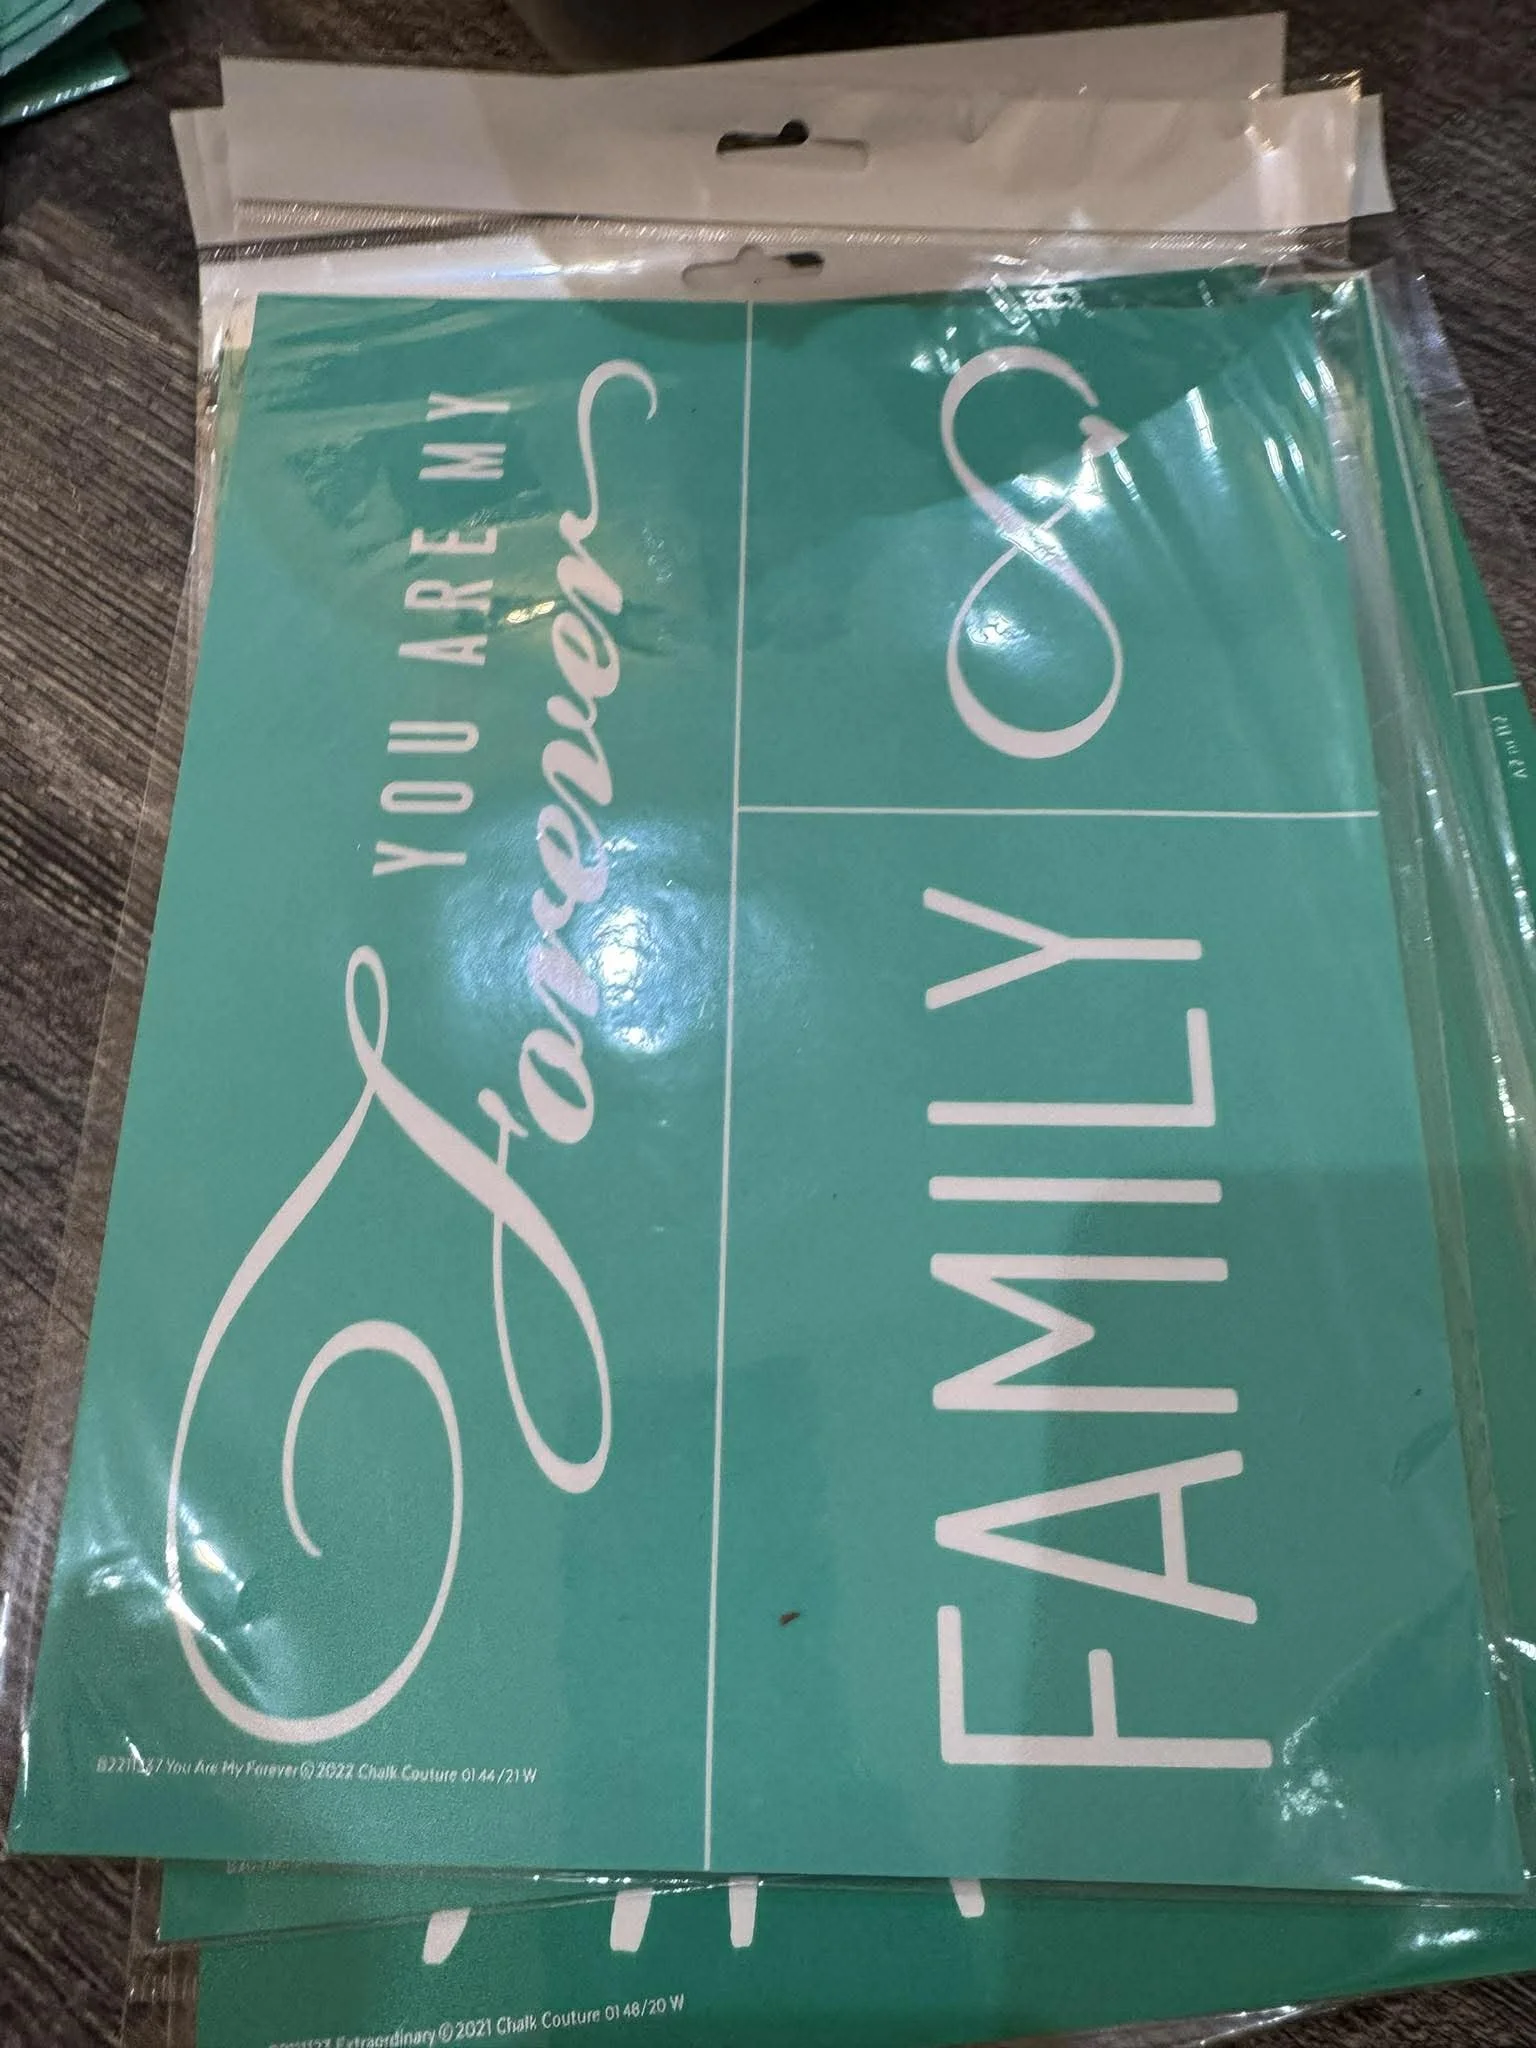 YOU ARE MY
Forever
FAMILY
You Are My Forever © 2022 Chalk Couture 01 44/21 W
Extraordinary © 2021 Chalk Couture 01 48/20 W